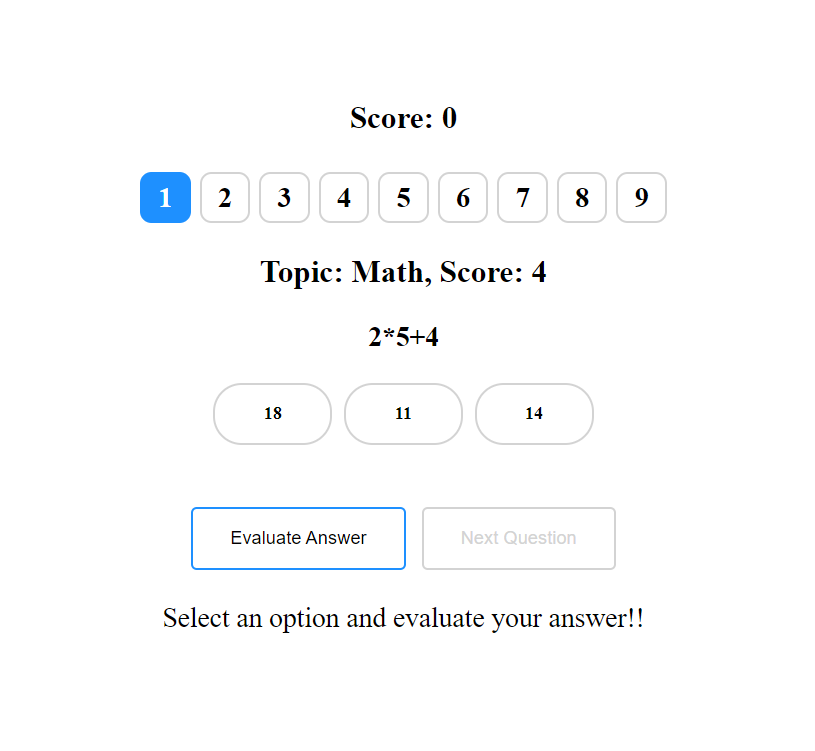 Score: 0
1 2 3 4 5 6 7 8 9
Topic: Math, Score: 4
2*5+4
18 11 14
Evaluate Answer Next Question
Select an option and evaluate your answer!!